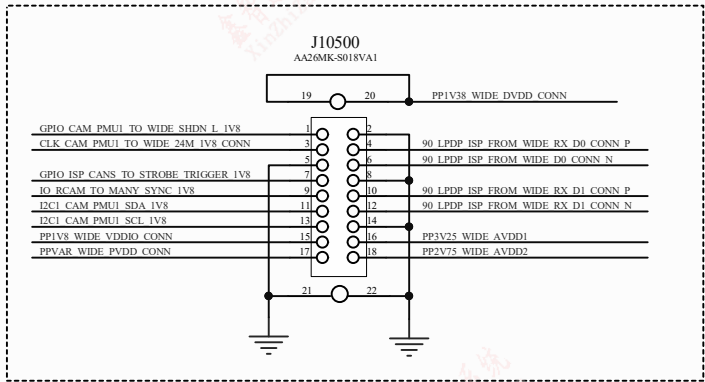 J10500
AA26MK-S018VA1
19 20 PP1V38 WIDE DVDD CONN
GPIO CAM PMU1 TO WIDE SHDN L 1V8 1 2
CLK CAM PMU1 TO WIDE 24M 1V8 CONN 3 4 90 LPDP ISP FROM WIDE RX D0 CONN P
5 6 90 LPDP ISP FROM WIDE D0 CONN N
GPIO ISP CANS TO STROBE TRIGGER 1V8 7 8
IO RCAM TO MANY SYNC 1V8 9 10 90 LPDP ISP FROM WIDE RX D1 CONN P
I2C1 CAM PMU1 SDA 1V8 11 12 90 LPDP ISP FROM WIDE RX D1 CONN N
I2C1 CAM PMU1 SCL 1V8 13 14
PP1V8 WIDE VDDIO CONN 15 16 PP3V25 WIDE AVDD1
PPVAR WIDE PVDD CONN 17 18 PP2V75 WIDE AVDD2
21 22